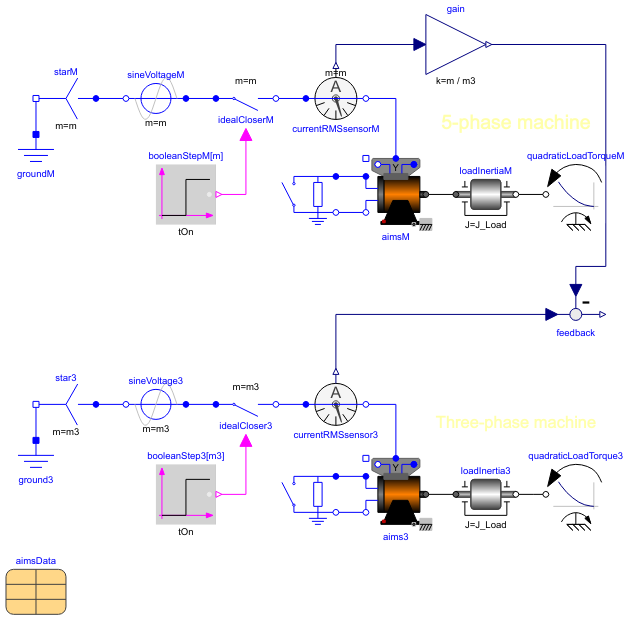 gain
k=m / m3
starM
m=m
sineVoltageM
m=m
m=m
idealCloserM
m=m
A
currentRMSsensorM
5-phase machine
groundM
booleanStepM[m]
tOn
Y
aimsM
loadInertiaM
J=J_Load
quadraticLoadTorqueM
feedback
star3
m=m3
sineVoltage3
m=m3
m=m3
idealCloser3
A
currentRMSsensor3
Three-phase machine
ground3
booleanStep3[m3]
tOn
Y
aims3
loadInertia3
J=J_Load
quadraticLoadTorque3
aimsData